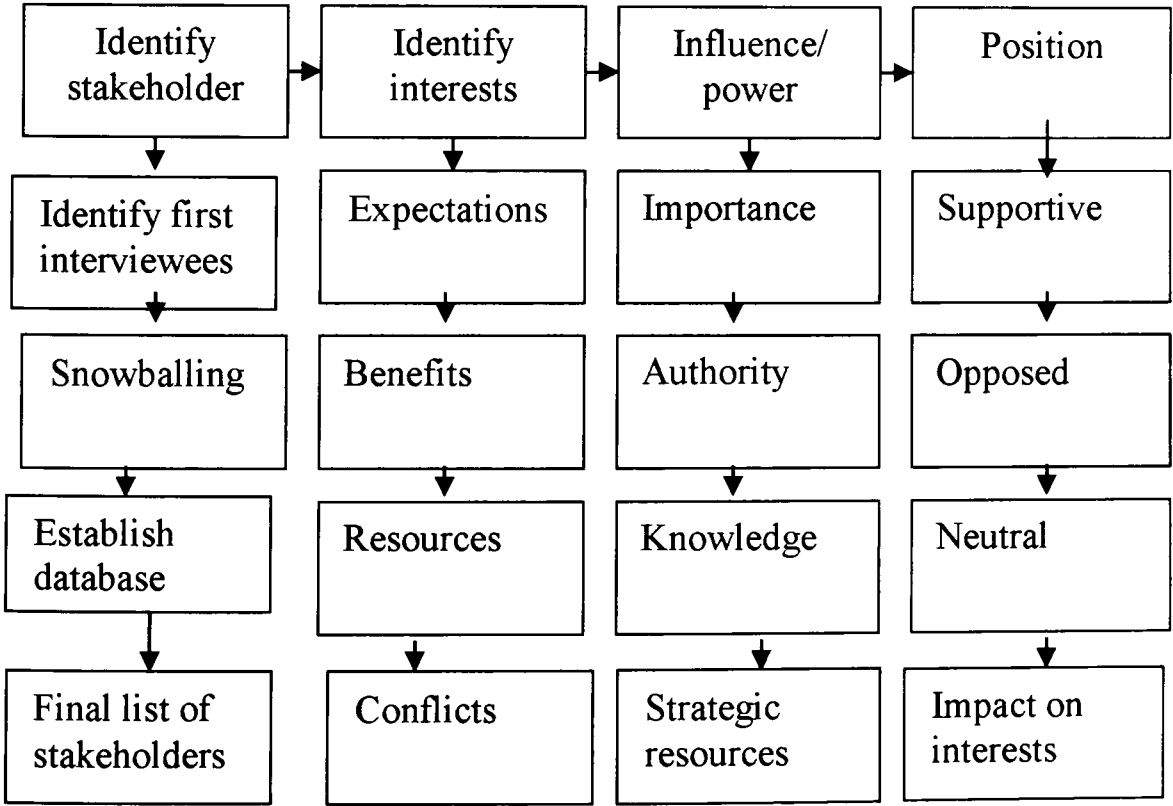 Identify
stakeholder
Identify
interests
Influence/
power
Position
Identify first
interviewees
Expectations
Importance
Supportive
Snowballing
Benefits
Authority
Opposed
Establish
database
Resources
Knowledge
Neutral
Final list of
stakeholders
Conflicts
Strategic
resources
Impact on
interests